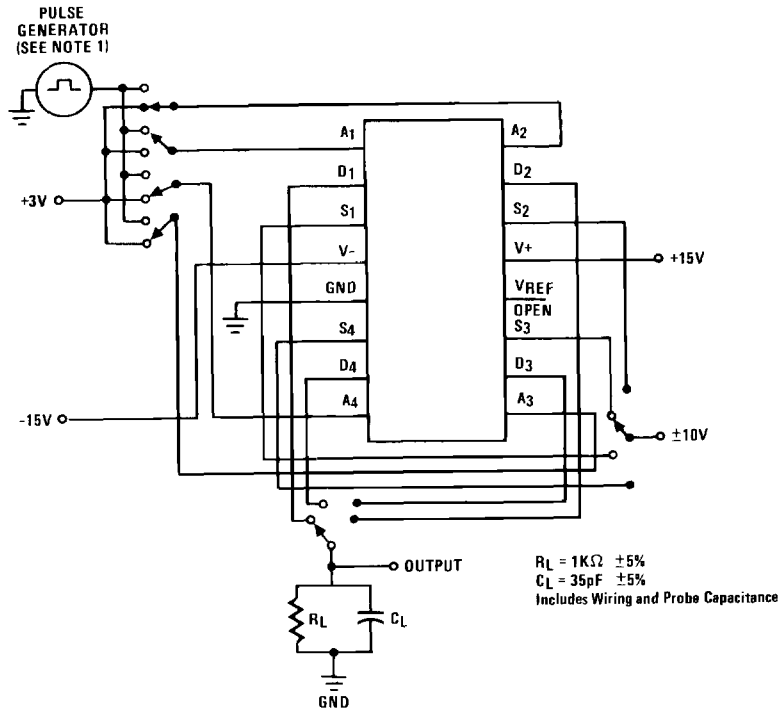 PULSE
GENERATOR
(SEE NOTE 1)
A1
A2
D1
D2
+3V
S1
S2
V-
V+
+15V
GND
VREF
OPEN
S4
S3
D4
D3
-15V
A4
A3
±10V
OUTPUT
RL = 1KΩ ±5%
CL = 35pF ±5%
Includes Wiring and Probe Capacitance
RL
CL
GND